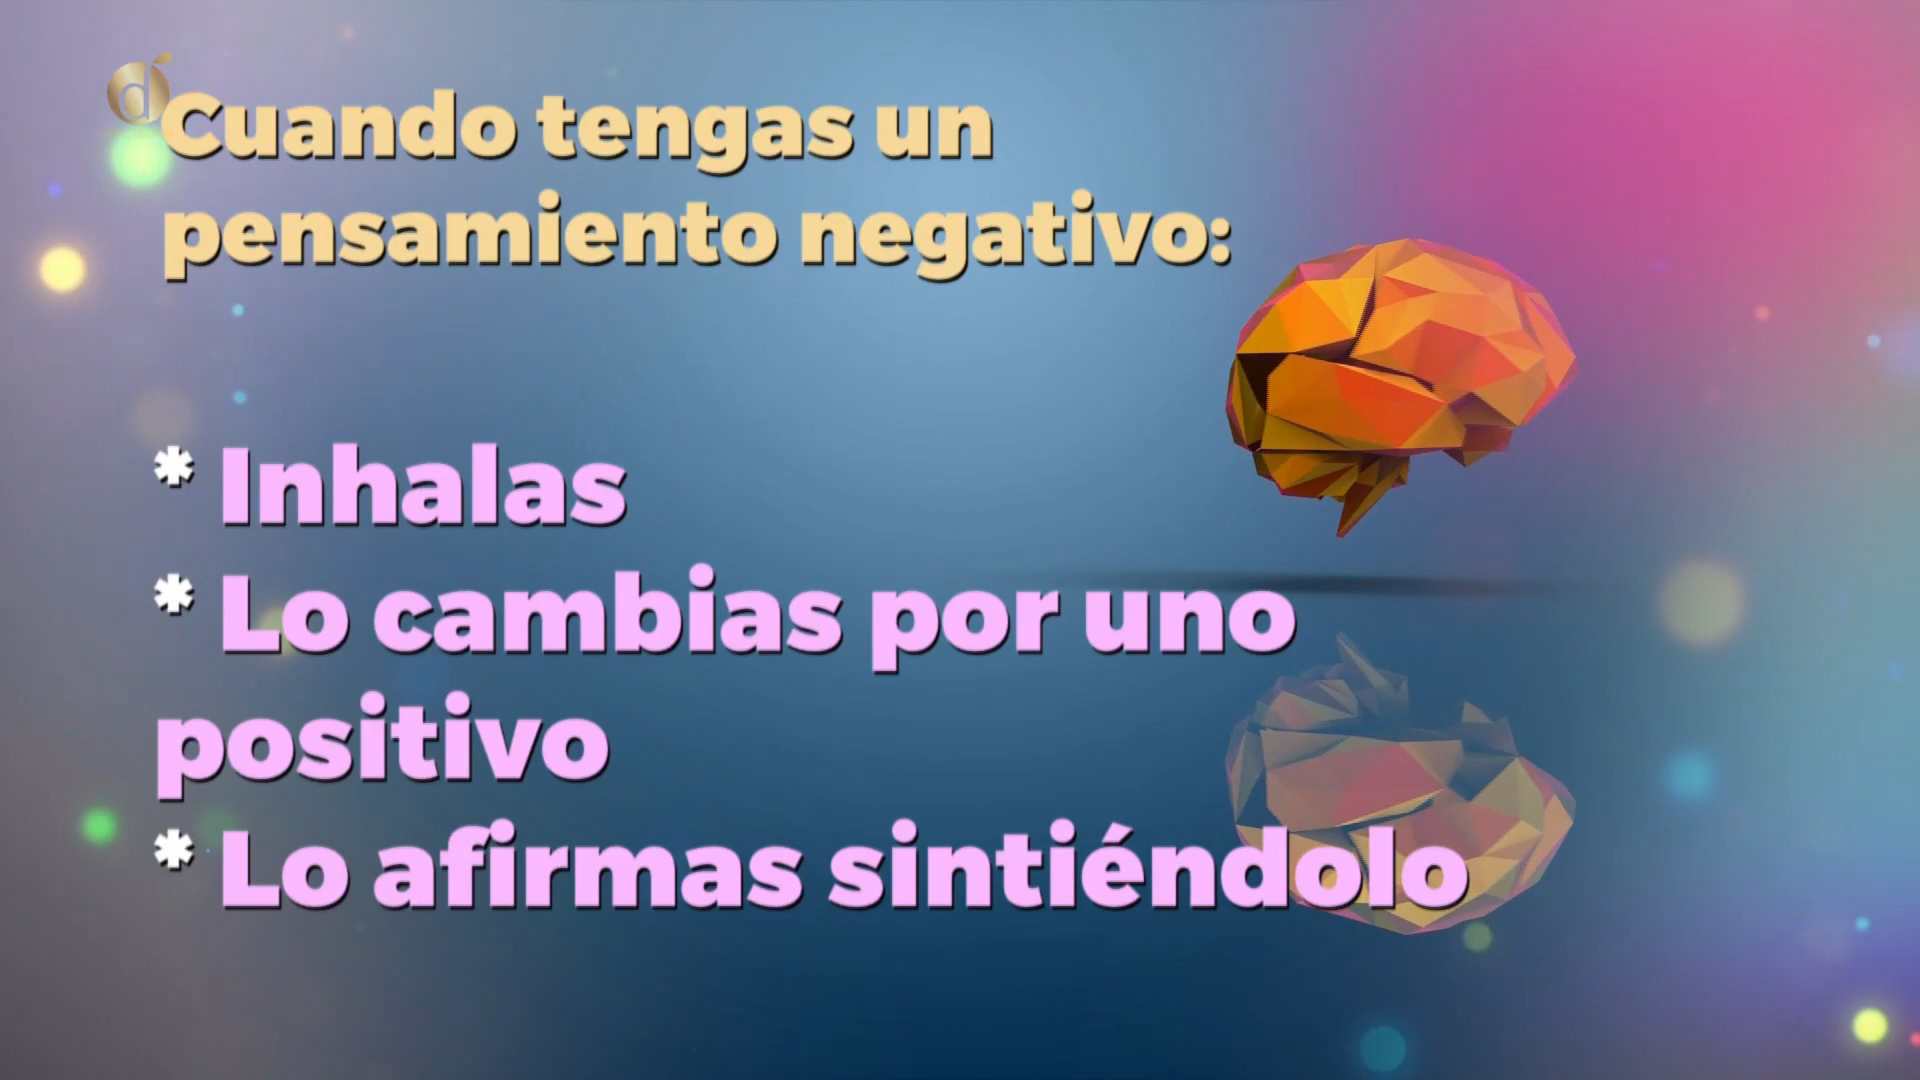 d
Cuando tengas un
pensamiento negativo:
* Inhalas
* Lo cambias por uno
positivo
* Lo afirmas sintiéndolo